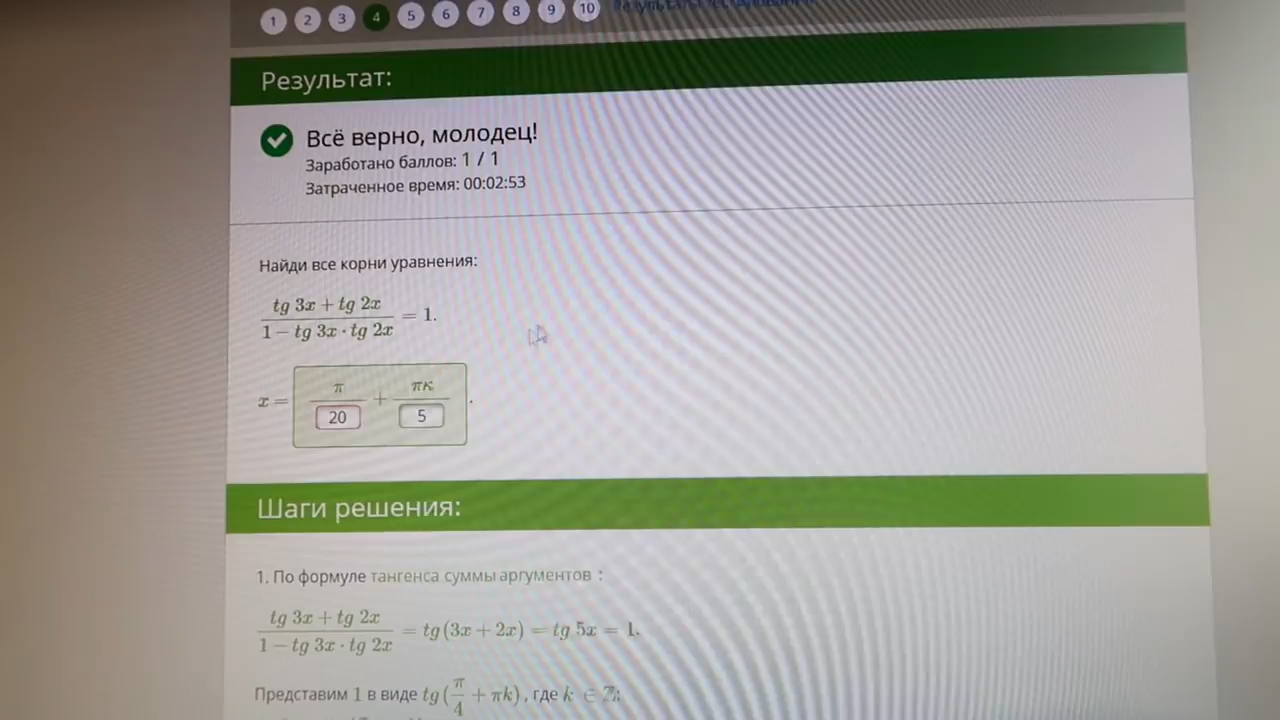 1 2 3 4 5 6 7 8 9 10
Результат:
Всё верно, молодец!
Заработано баллов: 1 / 1
Затраченное время: 00:02:53
Найди все корни уравнения:
tg 3x + tg 2x
1 − tg 3x · tg 2x = 1.
π πк
x = + .
20 5
Шаги решения:
1. По формуле тангенса суммы аргументов :
tg 3x + tg 2x
1 − tg 3x · tg 2x = tg (3x + 2x) = tg 5x = 1.
Представим 1 в виде tg (π/4 + πk), где k ∈ ℤ: